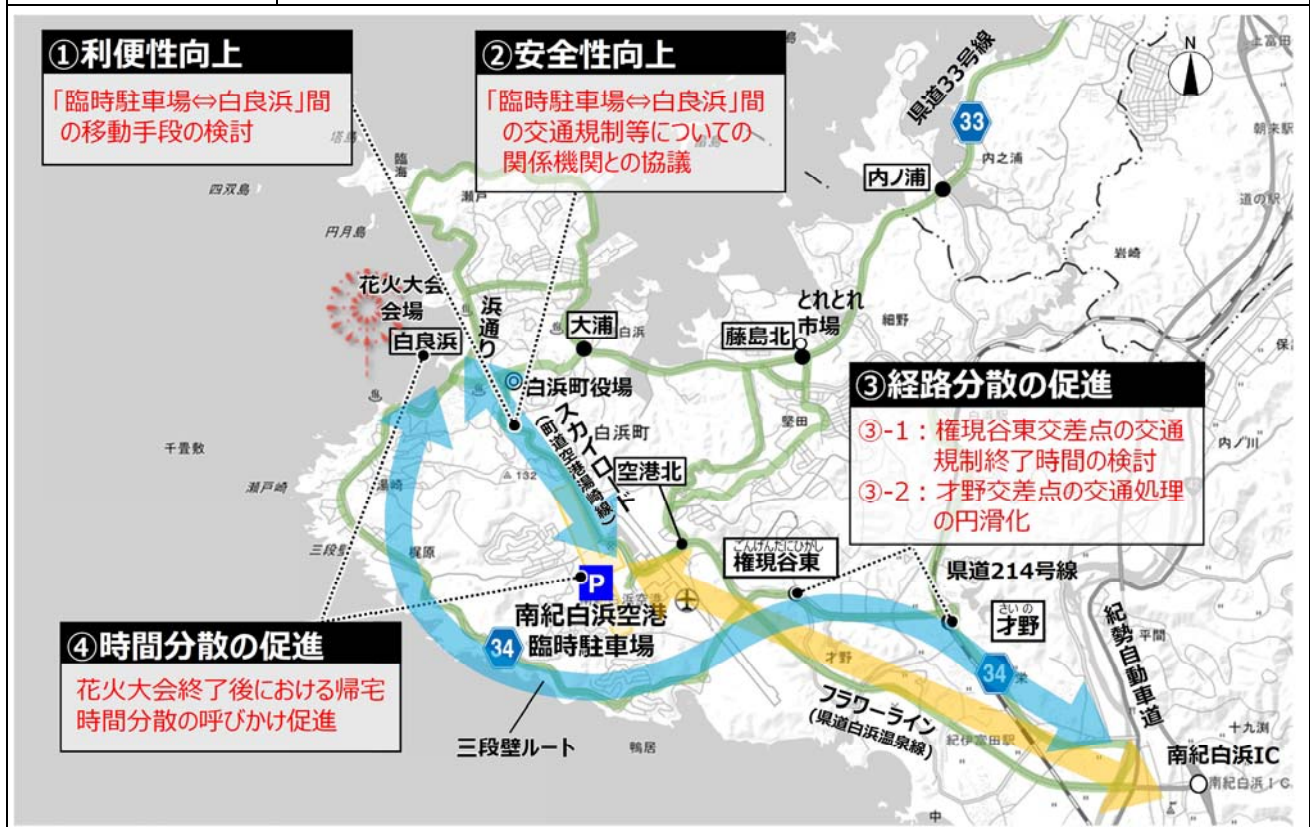 ①利便性向上
「臨時駐車場⇔白良浜」間
の移動手段の検討
②安全性向上
「臨時駐車場⇔白良浜」間
の交通規制等についての
関係機関との協議
県道33号線
33
N
上富田
朝来駅
内之浦
内ノ浦
道の駅
岩崎
塔島
臨海
瀬戸
四双島
円月島
花火大会
会場
浜通り
白良浜
大浦
白浜
とれとれ
市場
藤島北
細野
③経路分散の促進
③-1:権現谷東交差点の交通
規制終了時間の検討
③-2:才野交差点の交通処理
の円滑化
白浜町役場
スカイロード
(町道空港湯崎線)
白浜町
堅田
空港北
132
千畳敷
瀬戸崎
湯崎
三段壁
梶原
内ノ川
ごんげんだにひがし
権現谷東
県道214号線
さいの
才野
P
南紀白浜空港
臨時駐車場
④時間分散の促進
花火大会終了後における帰宅
時間分散の呼びかけ促進
34
三段壁ルート
鴨居
才野
フラワーライン
(県道白浜温泉線)
34
栄
平間
紀勢自動車道
紀伊富田駅
十九渕
南紀白浜IC
南紀白浜IC
中